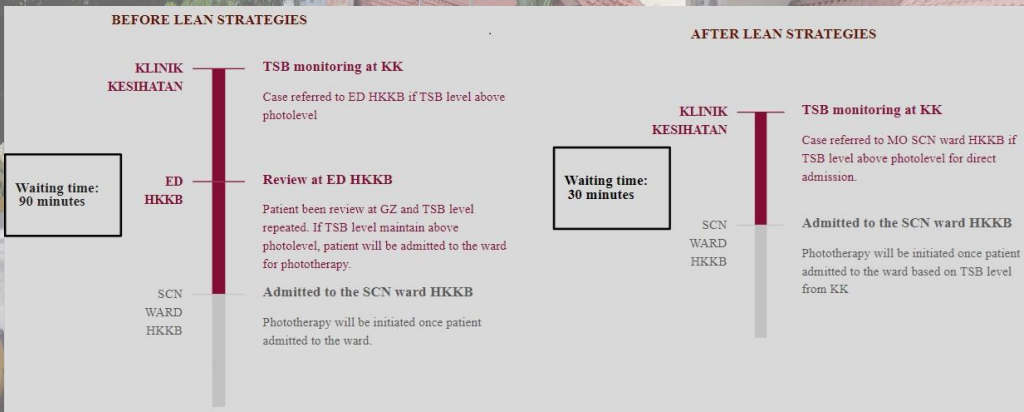 BEFORE LEAN STRATEGIES
KLINIK
KESIHATAN
TSB monitoring at KK
Case referred to ED HKKB if TSB level above
photolevel
Waiting time:
90 minutes
ED
HKKB
Review at ED HKKB
Patient been review at GZ and TSB level
repeated. If TSB level maintain above
photolevel, patient will be admitted to the ward
for phototherapy.
SCN
WARD
HKKB
Admitted to the SCN ward HKKB
Phototherapy will be initiated once patient
admitted to the ward.
AFTER LEAN STRATEGIES
KLINIK
KESIHATAN
TSB monitoring at KK
Case referred to MO SCN ward HKKB if
TSB level above photolevel for direct
admission.
Waiting time:
30 minutes
SCN
WARD
HKKB
Admitted to the SCN ward HKKB
Phototherapy will be initiated once patient
admitted to the ward based on TSB level
from KK